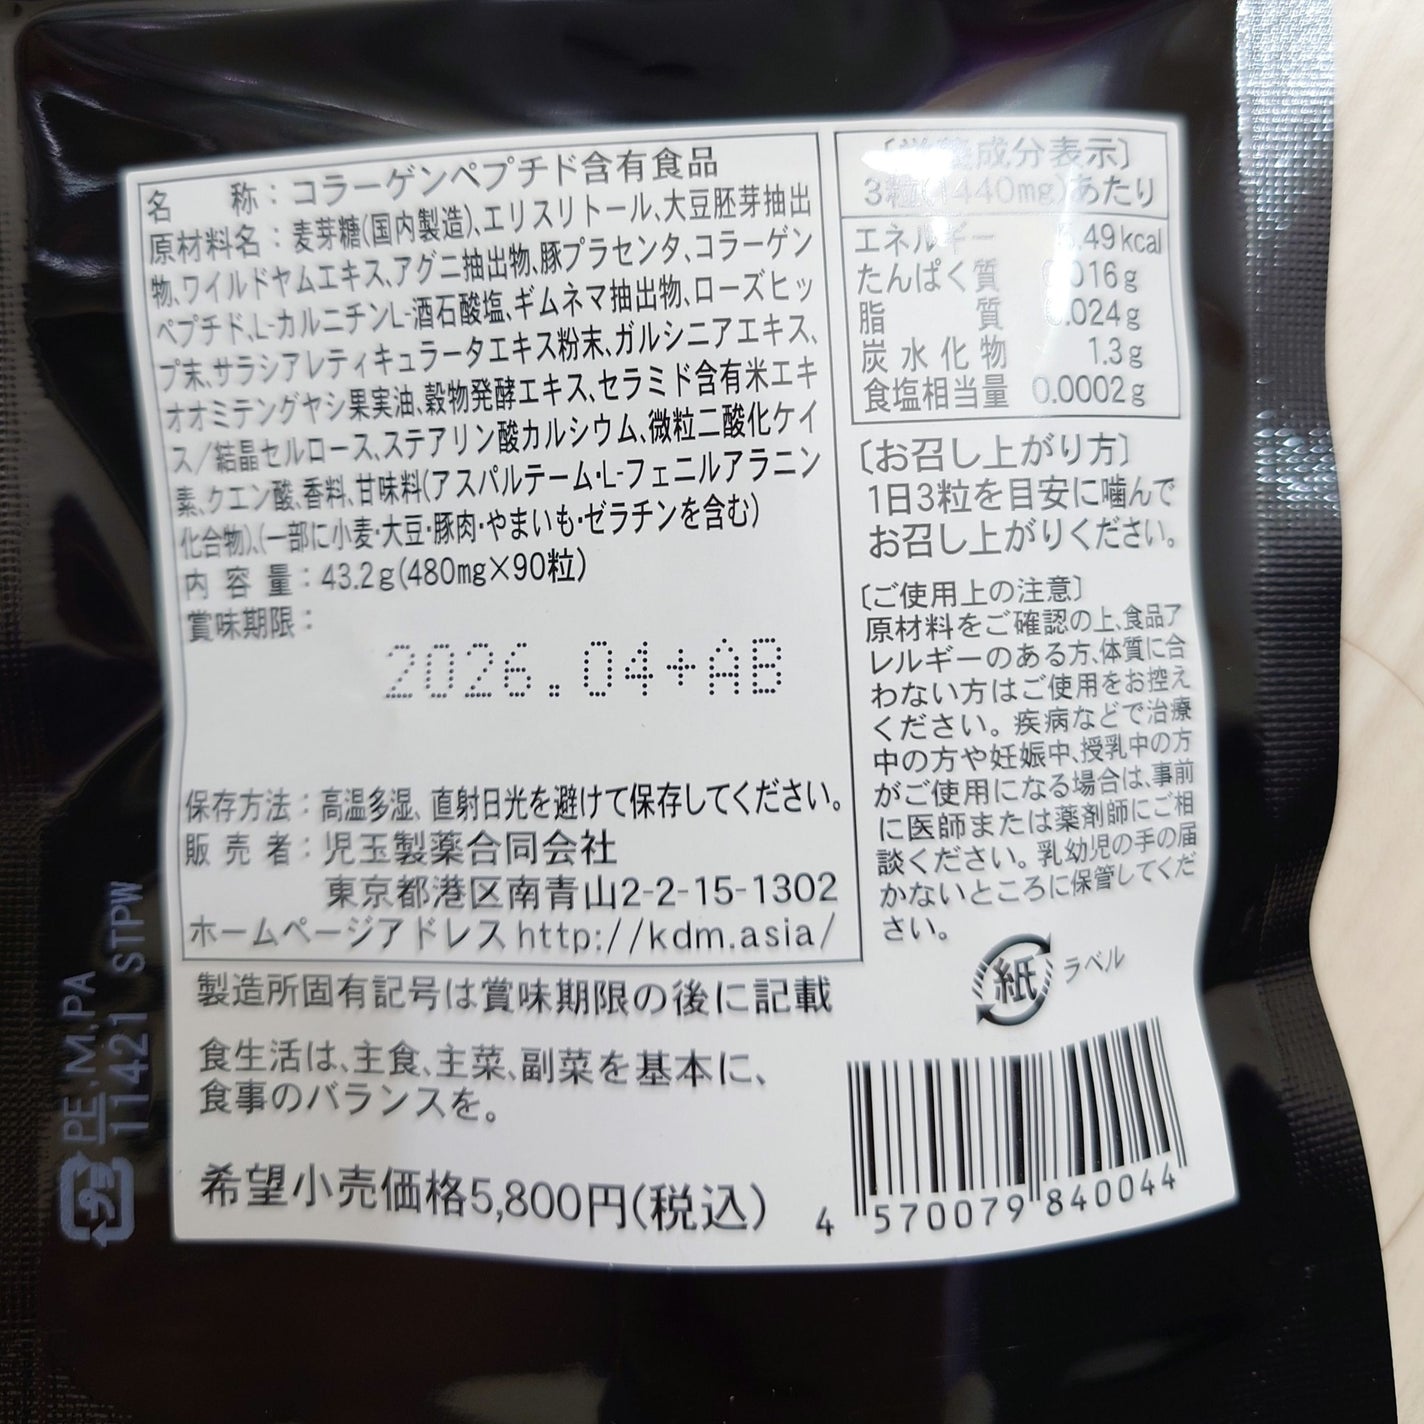 名 称:コラーゲンペプチド含有食品
原材料名:麦芽糖(国内製造)、エリスリトール、大豆胚芽抽出
物、ワイルドヤムエキス、アグニ抽出物、豚プラセンタ、コラーゲン
ペプチド、L-カルニチンL-酒石酸塩、ギムネマ抽出物、ローズヒッ
プ末、サラシアレティキュラータエキス粉末、ガルシニアエキス、
オオミテングヤシ果実油、穀物発酵エキス、セラミド含有米エキ
ス/結晶セルロース、ステアリン酸カルシウム、微粒二酸化ケイ
素、クエン酸、香料、甘味料(アスパルテーム・L-フェニルアラニン
化合物)、(一部に小麦・大豆・豚肉・やまいも・ゼラチンを含む)
内 容 量:43.2g(480mg×90粒)
賞味期限:
2026.04+AB
保存方法:高温多湿、直射日光を避けて保存してください。
販 売 者:児玉製薬合同会社
東京都港区南青山2-2-15-1302
ホームページアドレス http://kdm.asia/
製造所固有記号は賞味期限の後に記載
食生活は、主食、主菜、副菜を基本に、
食事のバランスを。
希望小売価格5,800円(税込)
成分表示〕
3粒(1440mg)あたり
エネルギー .49kcal
たんぱく質 .016g
脂 質 .024g
炭水化物 1.3g
食塩相当量 0.0002g
〔お召し上がり方〕
1日3粒を目安に噛んで
お召し上がりください。
〔ご使用上の注意〕
原材料をご確認の上、食品ア
レルギーのある方、体質に合
わない方はご使用をお控え
ください。疾病などで治療
中の方や妊娠中、授乳中の方
がご使用になる場合は、事前
に医師または薬剤師にご相
談ください。乳幼児の手の届
かないところに保管してくだ
さい。
紙 ラベル
4 570079 840044
プラ PE.M.PA
11421 STPW